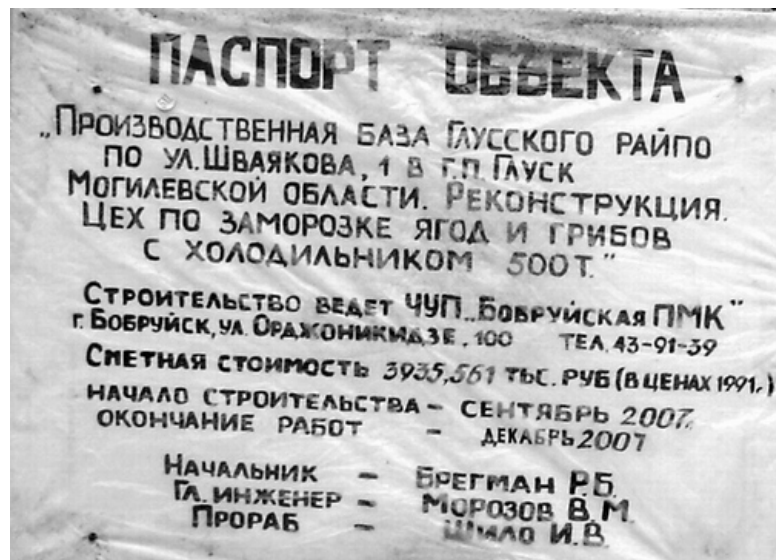 ПАСПОРТ ОБЪЕКТА
„ПРОИЗВОДСТВЕННАЯ БАЗА ГЛУССКОГО РАЙПО
ПО УЛ. ШВАЯКОВА, 1 В Г.П. ГЛУСК
МОГИЛЕВСКОЙ ОБЛАСТИ. РЕКОНСТРУКЦИЯ.
ЦЕХ ПО ЗАМОРОЗКЕ ЯГОД И ГРИБОВ
С ХОЛОДИЛЬНИКОМ 500Т."
СТРОИТЕЛЬСТВО ВЕДЕТ ЧУП „БОБРУЙСКАЯ ПМК"
г. БОБРУЙСК, УЛ. ОРДЖОНИКИДЗЕ, 100 ТЕЛ. 43-91-39
СМЕТНАЯ СТОИМОСТЬ 3935,561 ТЫС. РУБ (В ЦЕНАХ 1991г.)
НАЧАЛО СТРОИТЕЛЬСТВА – СЕНТЯБРЬ 2007г.
ОКОНЧАНИЕ РАБОТ – ДЕКАБРЬ 2007
НАЧАЛЬНИК – БРЕГМАН Р.Б.
ГЛ. ИНЖЕНЕР – МОРОЗОВ В.М.
ПРОРАБ – ШИЛО И.В.